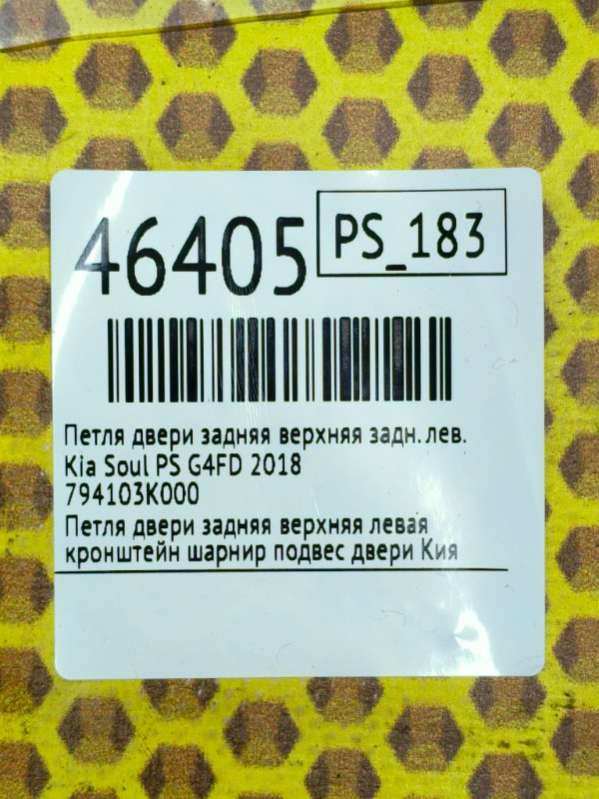 46405
PS_183
Петля двери задняя верхняя задн. лев.
Kia Soul PS G4FD 2018
794103K000
Петля двери задняя верхняя левая
кронштейн шарнир подвес двери Кия